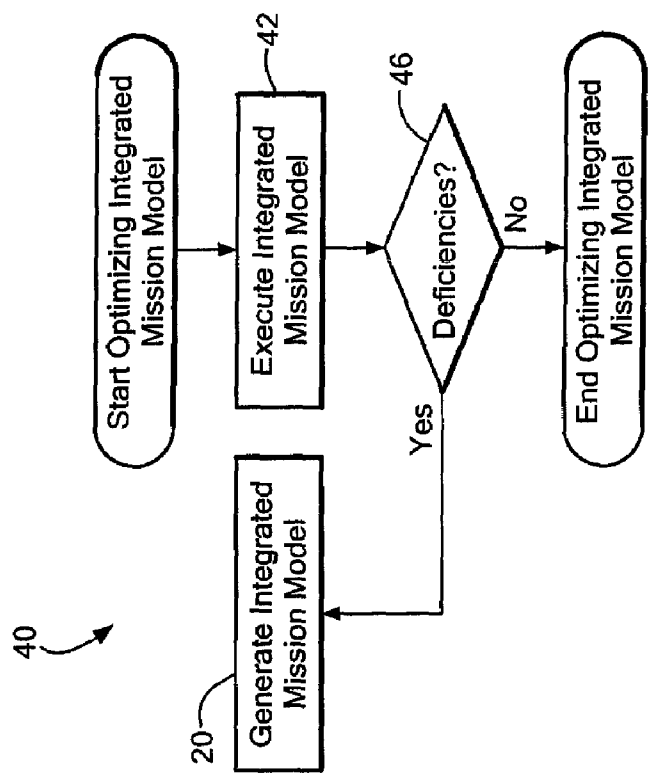 40
Start Optimizing Integrated
Mission Model
20
Generate Integrated
Mission Model
Execute Integrated
Mission Model
42
Yes
Deficiencies?
46
No
End Optimizing Integrated
Mission Model